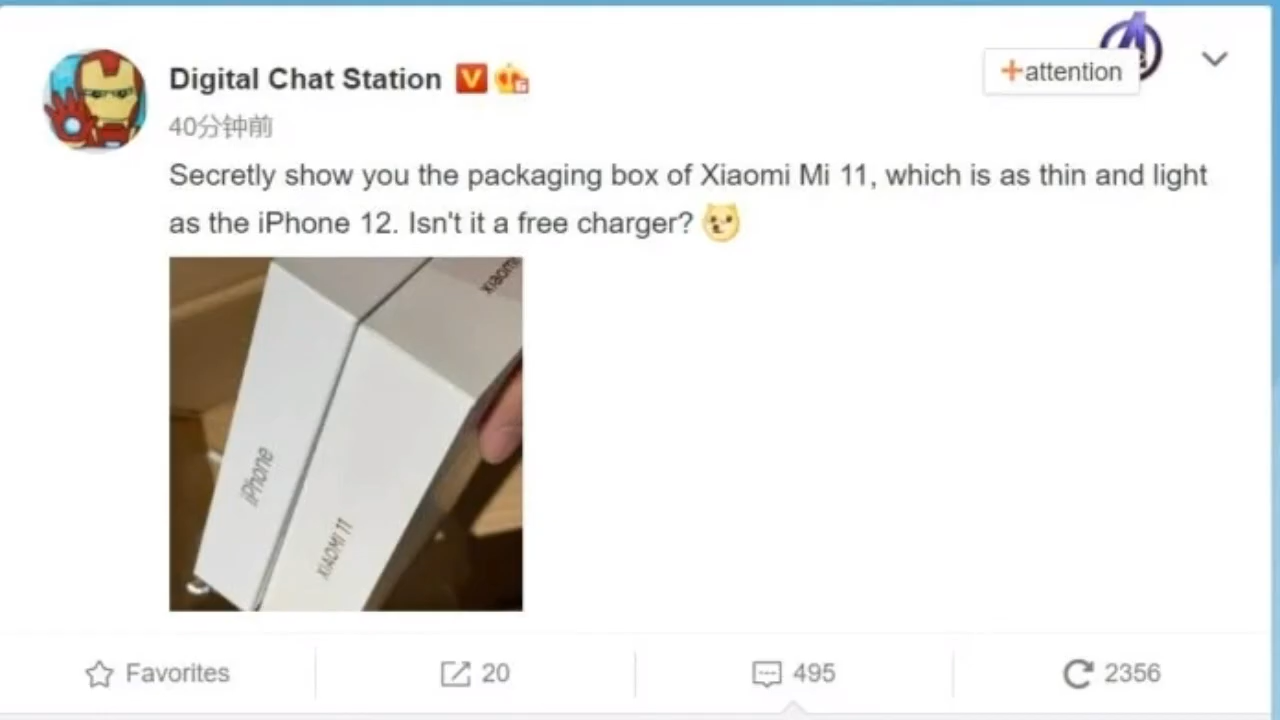 Digital Chat Station
+attention
40分钟前
Secretly show you the packaging box of Xiaomi Mi 11, which is as thin and light
as the iPhone 12. Isn't it a free charger?
xiaomi
iPhone
XIAOMI 11
Favorites
20
495
2356